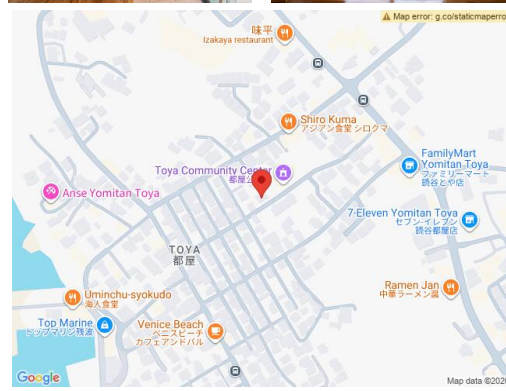 Map error: g.co/staticmaperro
味平
Izakaya restaurant
Shiro Kuma
アジアン食堂 シロクマ
Toya Community Center
都屋公
FamilyMart
Yomitan Toya
ファミリーマート
読谷とや店
Anse Yomitan Toya
7-Eleven Yomitan Toya
セブン-イレブン
読谷都屋店
TOYA
都屋
Ramen Jan
中華ラーメン
Uminchu-syokudo
海人食堂
Top Marine
トップマリン残波
Venice Beach
ベニスビーチ
カフェアンドバル
Google
Map data ©202